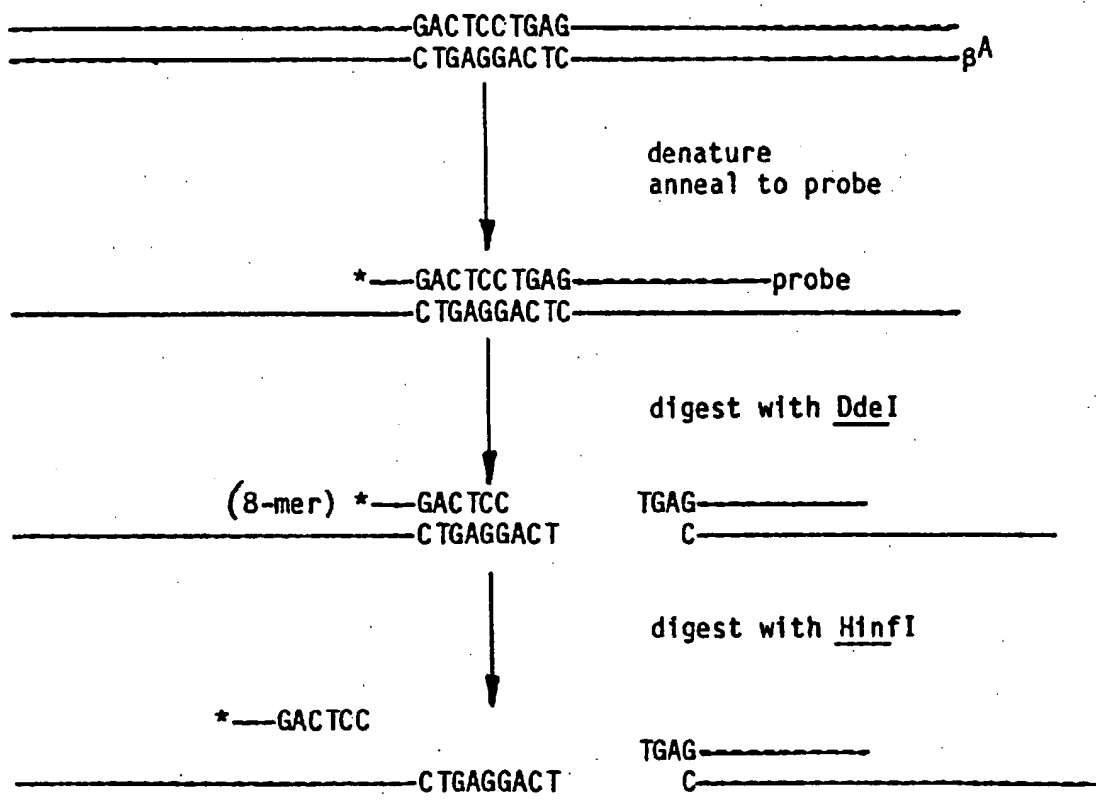 GACTCCTGAG
CTGAGGACTC βA
denature
anneal to probe
*—GACTCCTGAG—probe
CTGAGGACTC
digest with DdeI
(8-mer) *—GACTCC TGAG
CTGAGGACT C
digest with HinfI
*—GACTCC
TGAG
CTGAGGACT C